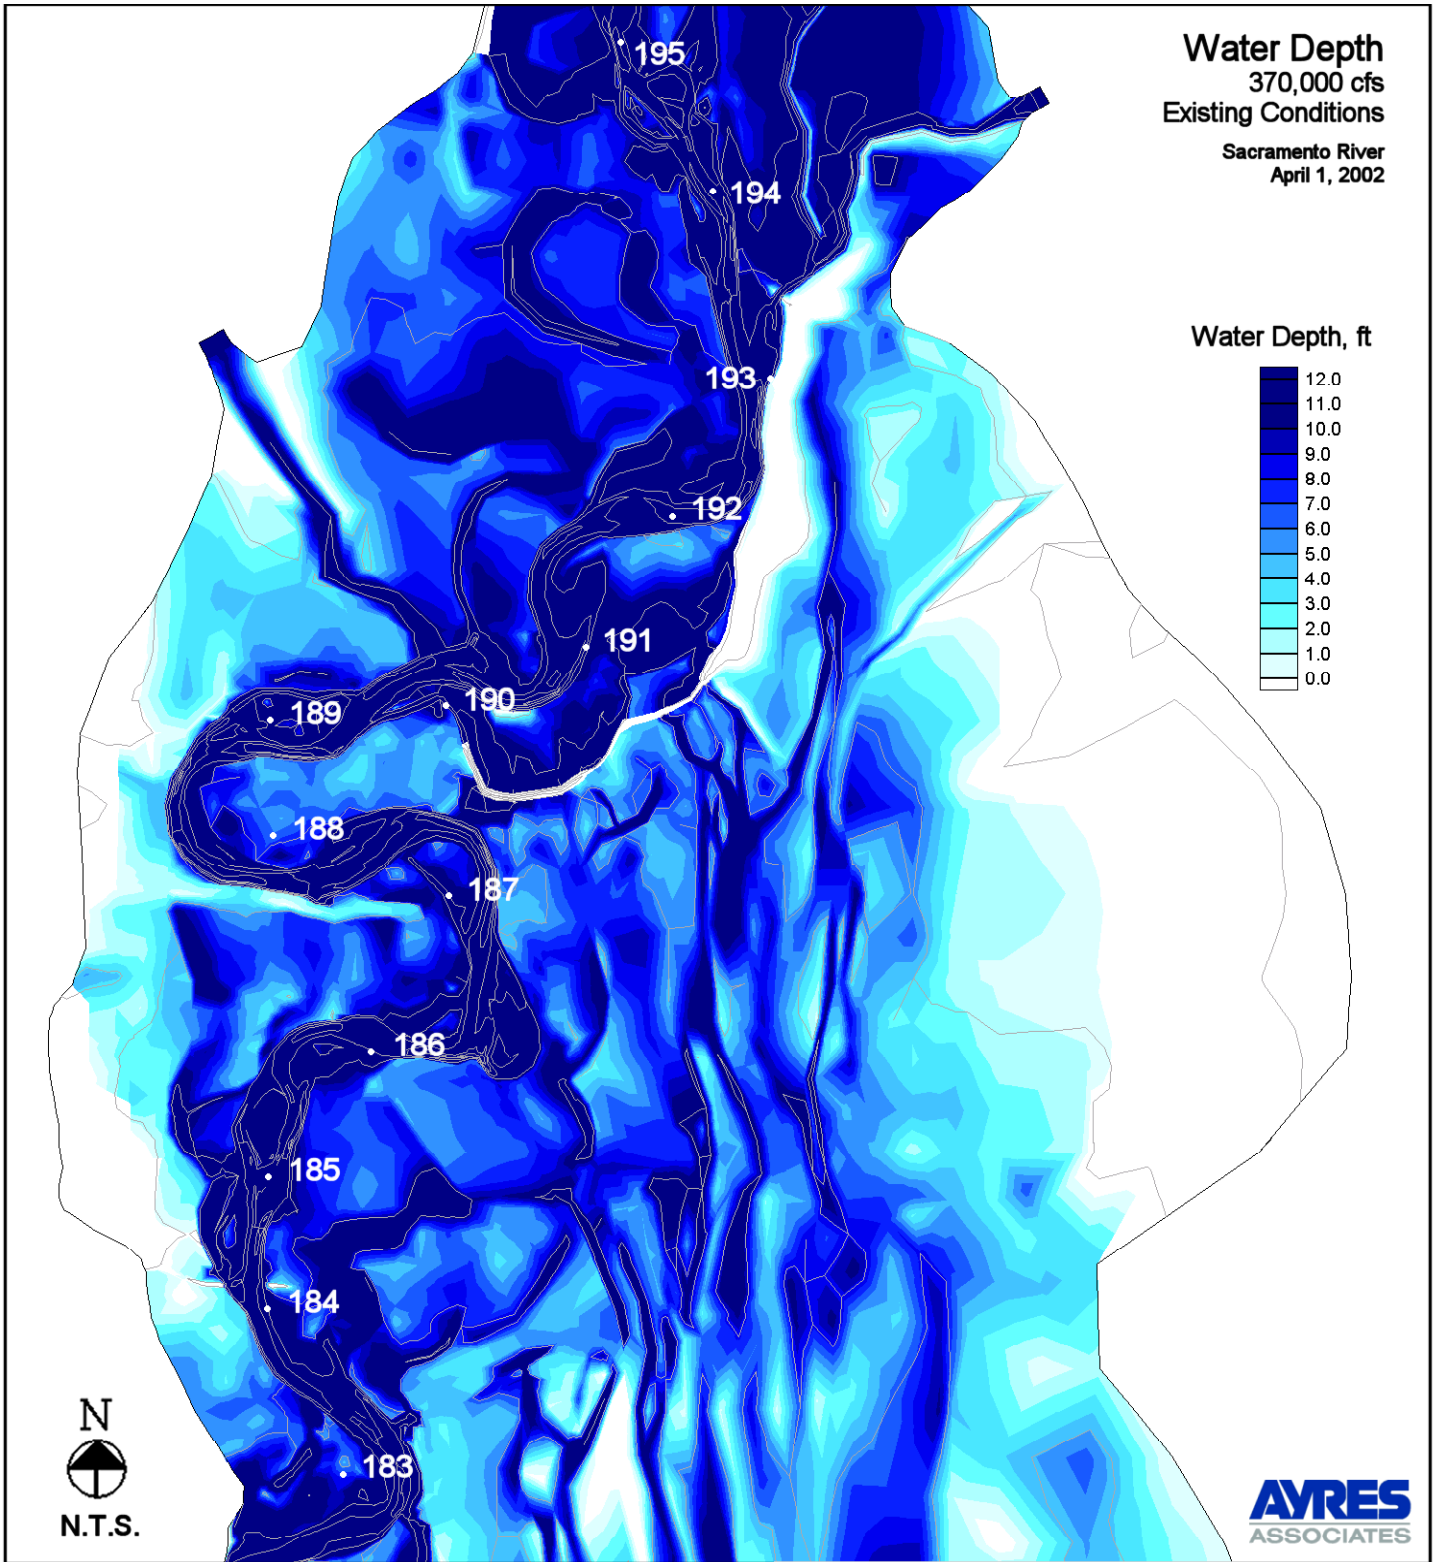 Water Depth
370,000 cfs
Existing Conditions
Sacramento River
April 1, 2002
195
194
193
192
191
190
189
188
187
186
185
184
183
Water Depth, ft
12.0
11.0
10.0
9.0
8.0
7.0
6.0
5.0
4.0
3.0
2.0
1.0
0.0
N
N.T.S.
AYRES
ASSOCIATES